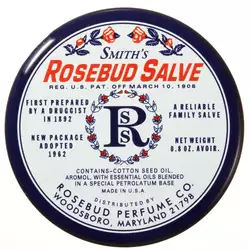 SMITH'S
ROSEBUD SALVE
REG. U.S. PAT. OFF MARCH 10, 1908
FIRST PREPARED
BY A DRUGGIST
IN 1892
NEW PACKAGE
ADOPTED
1962
R
S S
A RELIABLE
FAMILY SALVE
NET WEIGHT
0.8 OZ. AVOIR.
CONTAINS-COTTON SEED OIL,
AROMOL, WITH ESSENTIAL OILS BLENDED
IN A SPECIAL PETROLATUM BASE
MADE IN U.S.A
DISTRIBUTED BY
ROSEBUD PERFUME CO.
WOODSBORO, MARYLAND 21798